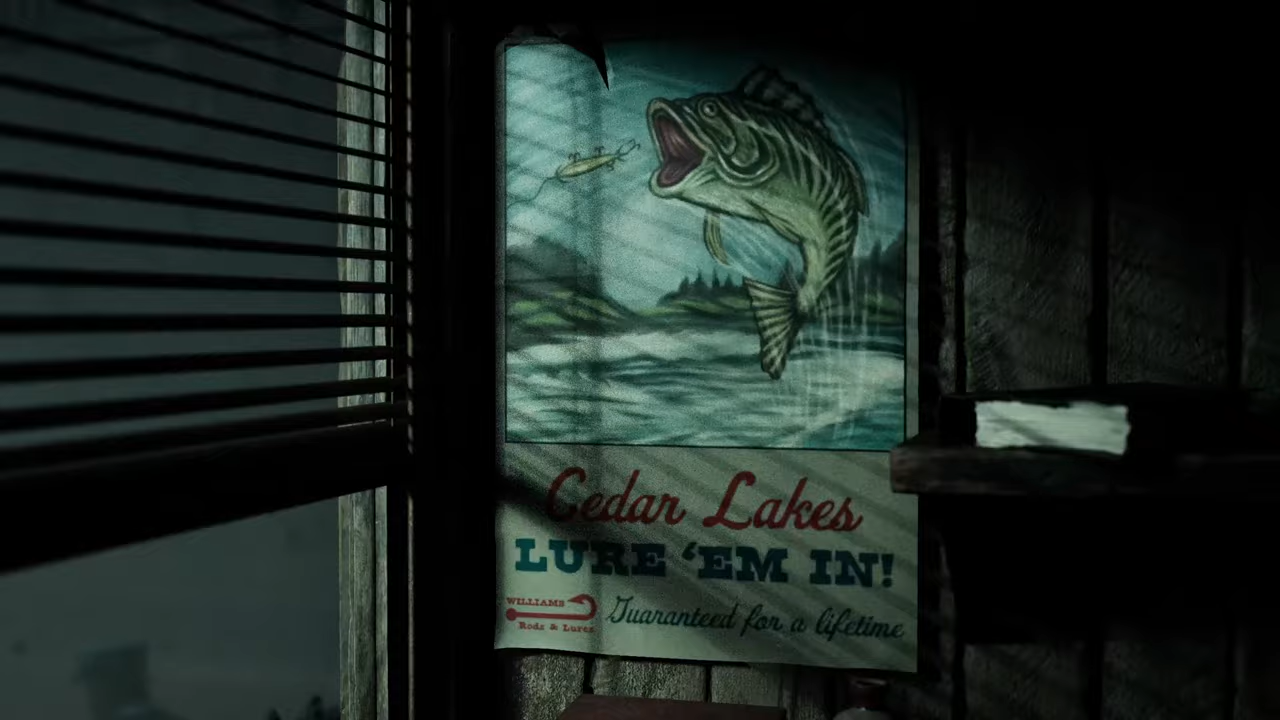 Cedar Lakes
LURE ‘EM IN!
WILLIAMS
Rods & Lures
Guaranteed for a lifetime